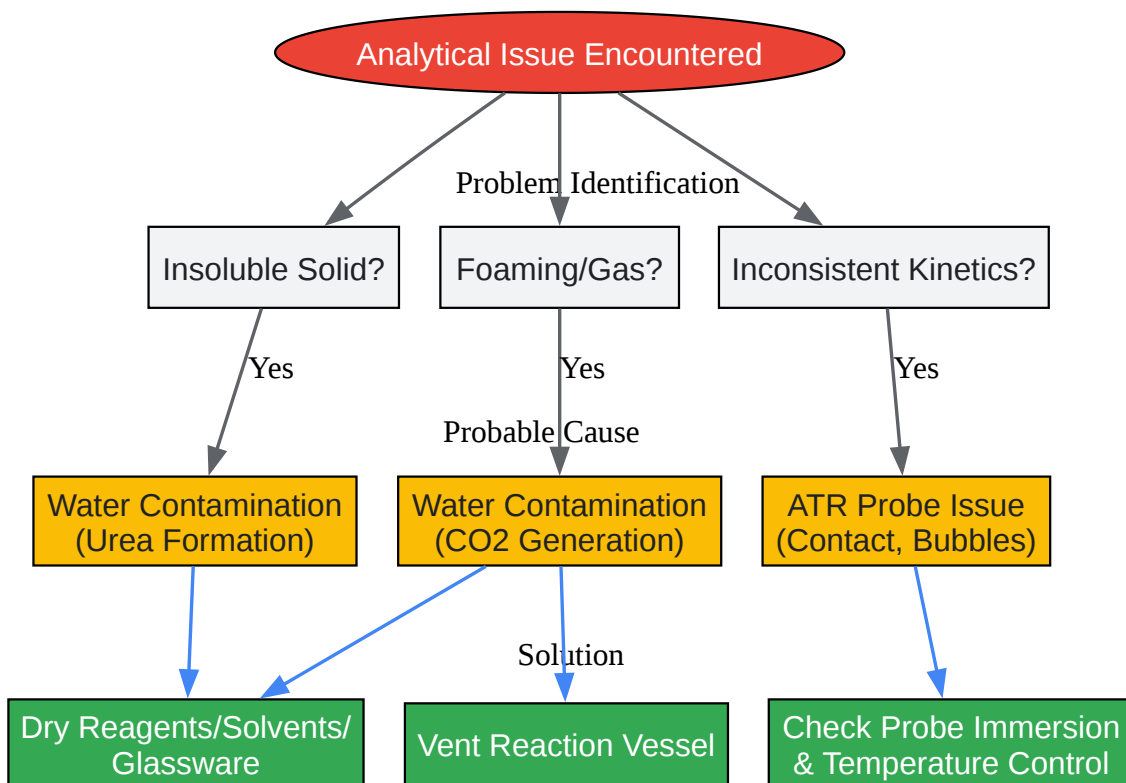 Analytical Issue Encountered
Problem Identification
Insoluble Solid?
Foaming/Gas?
Inconsistent Kinetics?
Yes
Yes
Yes
Probable Cause
Water Contamination
(Urea Formation)
Water Contamination
(CO2 Generation)
ATR Probe Issue
(Contact, Bubbles)
Solution
Dry Reagents/Solvents/
Glassware
Vent Reaction Vessel
Check Probe Immersion
& Temperature Control